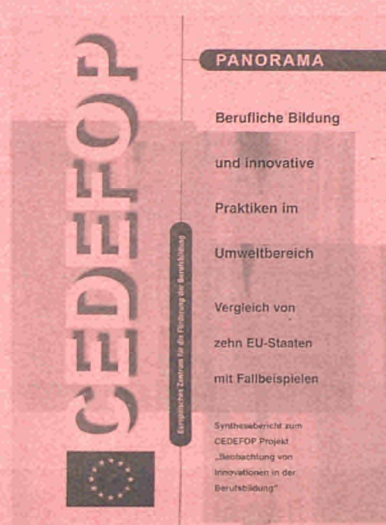 CEDEFOP
Europäisches Zentrum für die Förderung der Berufsbildung
PANORAMA
Berufliche Bildung
und innovative
Praktiken im
Umweltbereich
Vergleich von
zehn EU-Staaten
mit Fallbeispielen
Synthesebericht zum
CEDEFOP Projekt
„Beobachtung von
Innovationen in der
Berufsbildung“